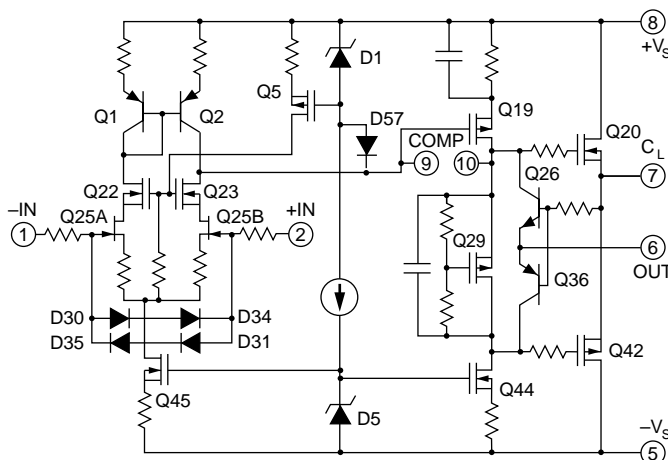 8
+Vs
D1
Q5
Q1
Q2
D57
Q19
COMP
9
10
Q20
CL
7
Q26
Q22
Q23
–IN
Q25A
Q25B
+IN
1
2
Q29
6
OUT
Q36
D30
D34
D35
D31
Q42
Q45
D5
Q44
–Vs
5